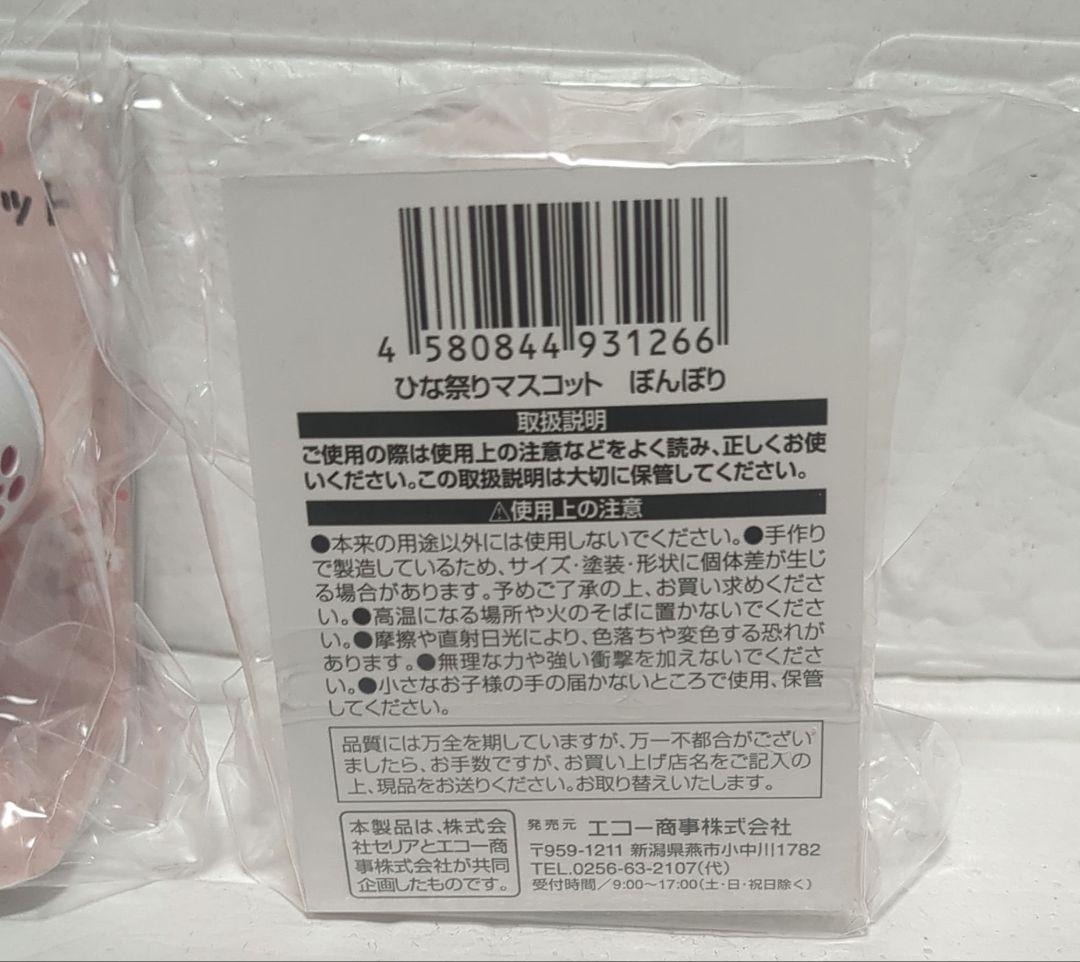 ット
4 580844 931266
ひな祭りマスコット　ぼんぼり
取扱説明
ご使用の際は使用上の注意などをよく読み、正しくお使
いください。この取扱説明は大切に保管してください。
⚠使用上の注意
●本来の用途以外には使用しないでください。●手作り
で製造しているため、サイズ・塗装・形状に個体差が生じ
る場合があります。予めご了承の上、お買い求めくださ
い。●高温になる場所や火のそばに置かないでくださ
い。●摩擦や直射日光により、色落ちや変色する恐れが
あります。●無理な力や強い衝撃を加えないでくださ
い。●小さなお子様の手の届かないところで使用、保管
してください。
品質には万全を期していますが、万一不都合がござい
ましたら、お手数ですが、お買い上げ店名をご記入の
上、現品をお送りください。お取り替えいたします。
本製品は、株式会
社セリアとエコー商
事株式会社が共同
企画したものです。
発売元 エコー商事株式会社
〒959-1211 新潟県燕市小中川1782
TEL.0256-63-2107(代)
受付時間／9:00〜17:00(土・日・祝日除く)